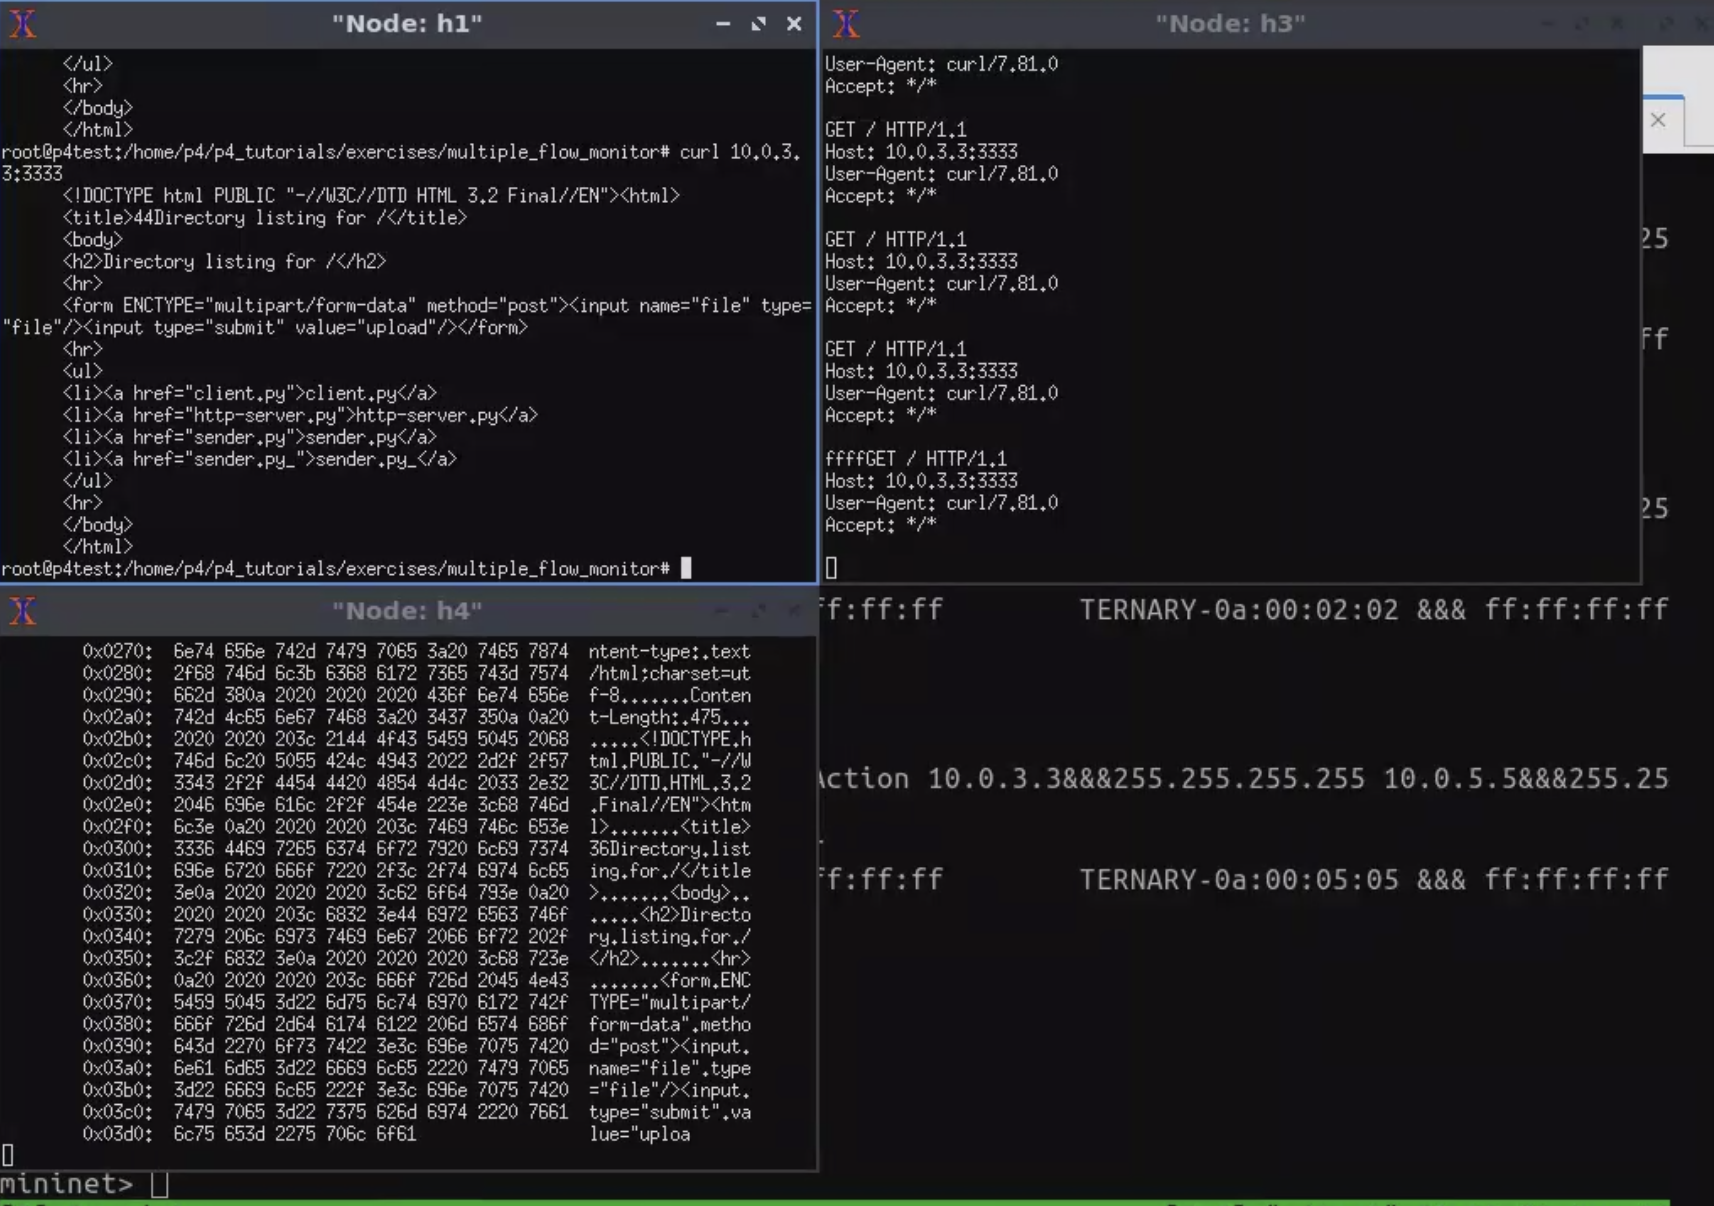 "Node: h1"
</ul>
<hr>
</body>
</html>
root@p4test:/home/p4/p4_tutorials/exercises/multiple_flow_monitor# curl 10.0.3.
3:3333
<!DOCTYPE html PUBLIC "-//W3C//DTD HTML 3.2 Final//EN"><html>
<title>44Directory listing for /</title>
<body>
<h2>Directory listing for /</h2>
<hr>
<form ENCTYPE="multipart/form-data" method="post"><input name="file" type=
"file"/><input type="submit" value="upload"/></form>
<hr>
<ul>
<li><a href="client.py">client.py</a>
<li><a href="http-server.py">http-server.py</a>
<li><a href="sender.py">sender.py</a>
<li><a href="sender.py_">sender.py_</a>
</ul>
<hr>
</body>
</html>
root@p4test:/home/p4/p4_tutorials/exercises/multiple_flow_monitor#
"Node: h3"
User-Agent: curl/7.81.0
Accept: */*
GET / HTTP/1.1
Host: 10.0.3.3:3333
User-Agent: curl/7.81.0
Accept: */*
GET / HTTP/1.1
Host: 10.0.3.3:3333
User-Agent: curl/7.81.0
Accept: */*
GET / HTTP/1.1
Host: 10.0.3.3:3333
User-Agent: curl/7.81.0
Accept: */*
ffffGET / HTTP/1.1
Host: 10.0.3.3:3333
User-Agent: curl/7.81.0
Accept: */*
25
ff
25
"Node: h4"
0x0270: 6e74 656e 742d 7479 7065 3a20 7465 7874 ntent-type:.text
0x0280: 2f68 746d 6c3b 6368 6172 7365 743d 7574 /html;charset=ut
0x0290: 662d 380a 2020 2020 2020 436f 6e74 656e f-8.......Conten
0x02a0: 742d 4c65 6e67 7468 3a20 3437 350a 0a20 t-Length:.475...
0x02b0: 2020 2020 203c 2144 4f43 5459 5045 2068 .....<!DOCTYPE.h
0x02c0: 746d 6c20 5055 424c 4943 2022 2d2f 2f57 tml.PUBLIC."-//W
0x02d0: 3343 2f2f 4454 4420 4854 4d4c 2033 2e32 3C//DTD.HTML.3.2
0x02e0: 2046 696e 616c 2f2f 454e 223e 3c68 746d .Final//EN"><htm
0x02f0: 6c3e 0a20 2020 2020 203c 7469 746c 653e l>.......<title>
0x0300: 3336 4469 7265 6374 6f72 7920 6c69 7374 36Directory.list
0x0310: 696e 6720 666f 7220 2f3c 2f74 6974 6c65 ing.for./</title
0x0320: 3e0a 2020 2020 2020 3c62 6f64 793e 0a20 >.......<body>..
0x0330: 2020 2020 203c 6832 3e44 6972 6563 746f .....<h2>Directo
0x0340: 7279 206c 6973 7469 6e67 2066 6f72 202f ry.listing.for./
0x0350: 3c2f 6832 3e0a 2020 2020 2020 3c68 723e </h2>.......<hr>
0x0360: 0a20 2020 2020 203c 666f 726d 2045 4e43 .......<form.ENC
0x0370: 5459 5045 3d22 6d75 6c74 6970 6172 742f TYPE="multipart/
0x0380: 666f 726d 2d64 6174 6122 206d 6574 686f form-data".metho
0x0390: 643d 2270 6f73 7422 3e3c 696e 7075 7420 d="post"><input.
0x03a0: 6e61 6d65 3d22 6669 6c65 2220 7479 7065 name="file".type
0x03b0: 3d22 6669 6c65 222f 3e3c 696e 7075 7420 ="file"/><input.
0x03c0: 7479 7065 3d22 7375 626d 6974 2220 7661 type="submit".va
0x03d0: 6c75 653d 2275 706c 6f61 lue="uploa
ff:ff:ff TERNARY-0a:00:02:02 &&& ff:ff:ff:ff
Action 10.0.3.3&&&255.255.255.255 10.0.5.5&&&255.25
ff:ff:ff TERNARY-0a:00:05:05 &&& ff:ff:ff:ff
mininet>